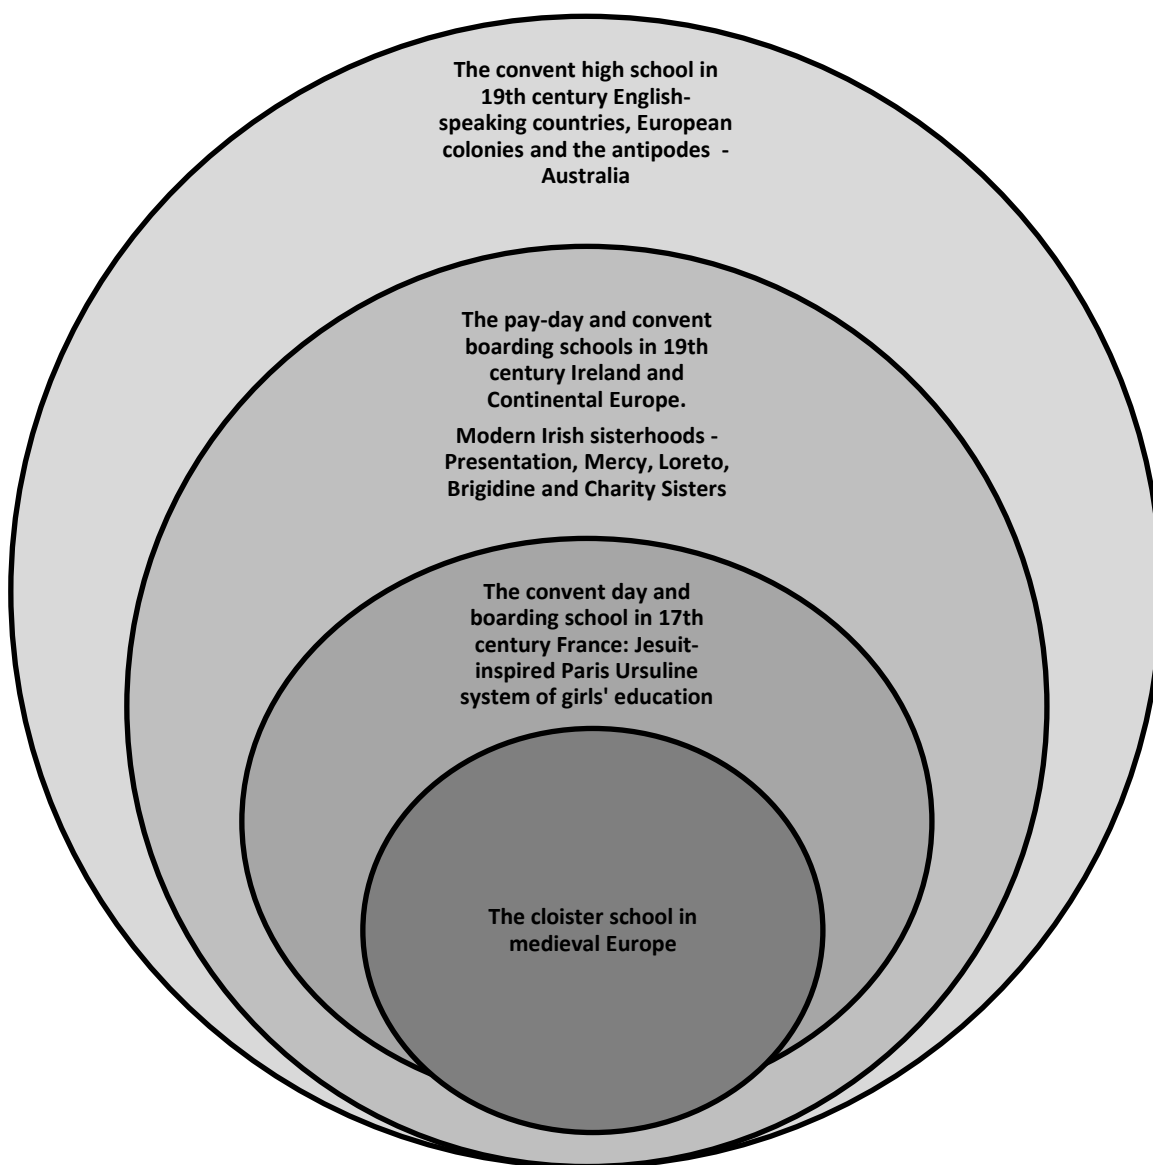 The convent high school in
19th century English-
speaking countries, European
colonies and the antipodes -
Australia
The pay-day and convent
boarding schools in 19th
century Ireland and
Continental Europe.
Modern Irish sisterhoods -
Presentation, Mercy, Loreto,
Brigidine and Charity Sisters
The convent day and
boarding school in 17th
century France: Jesuit-
inspired Paris Ursuline
system of girls' education
The cloister school in
medieval Europe